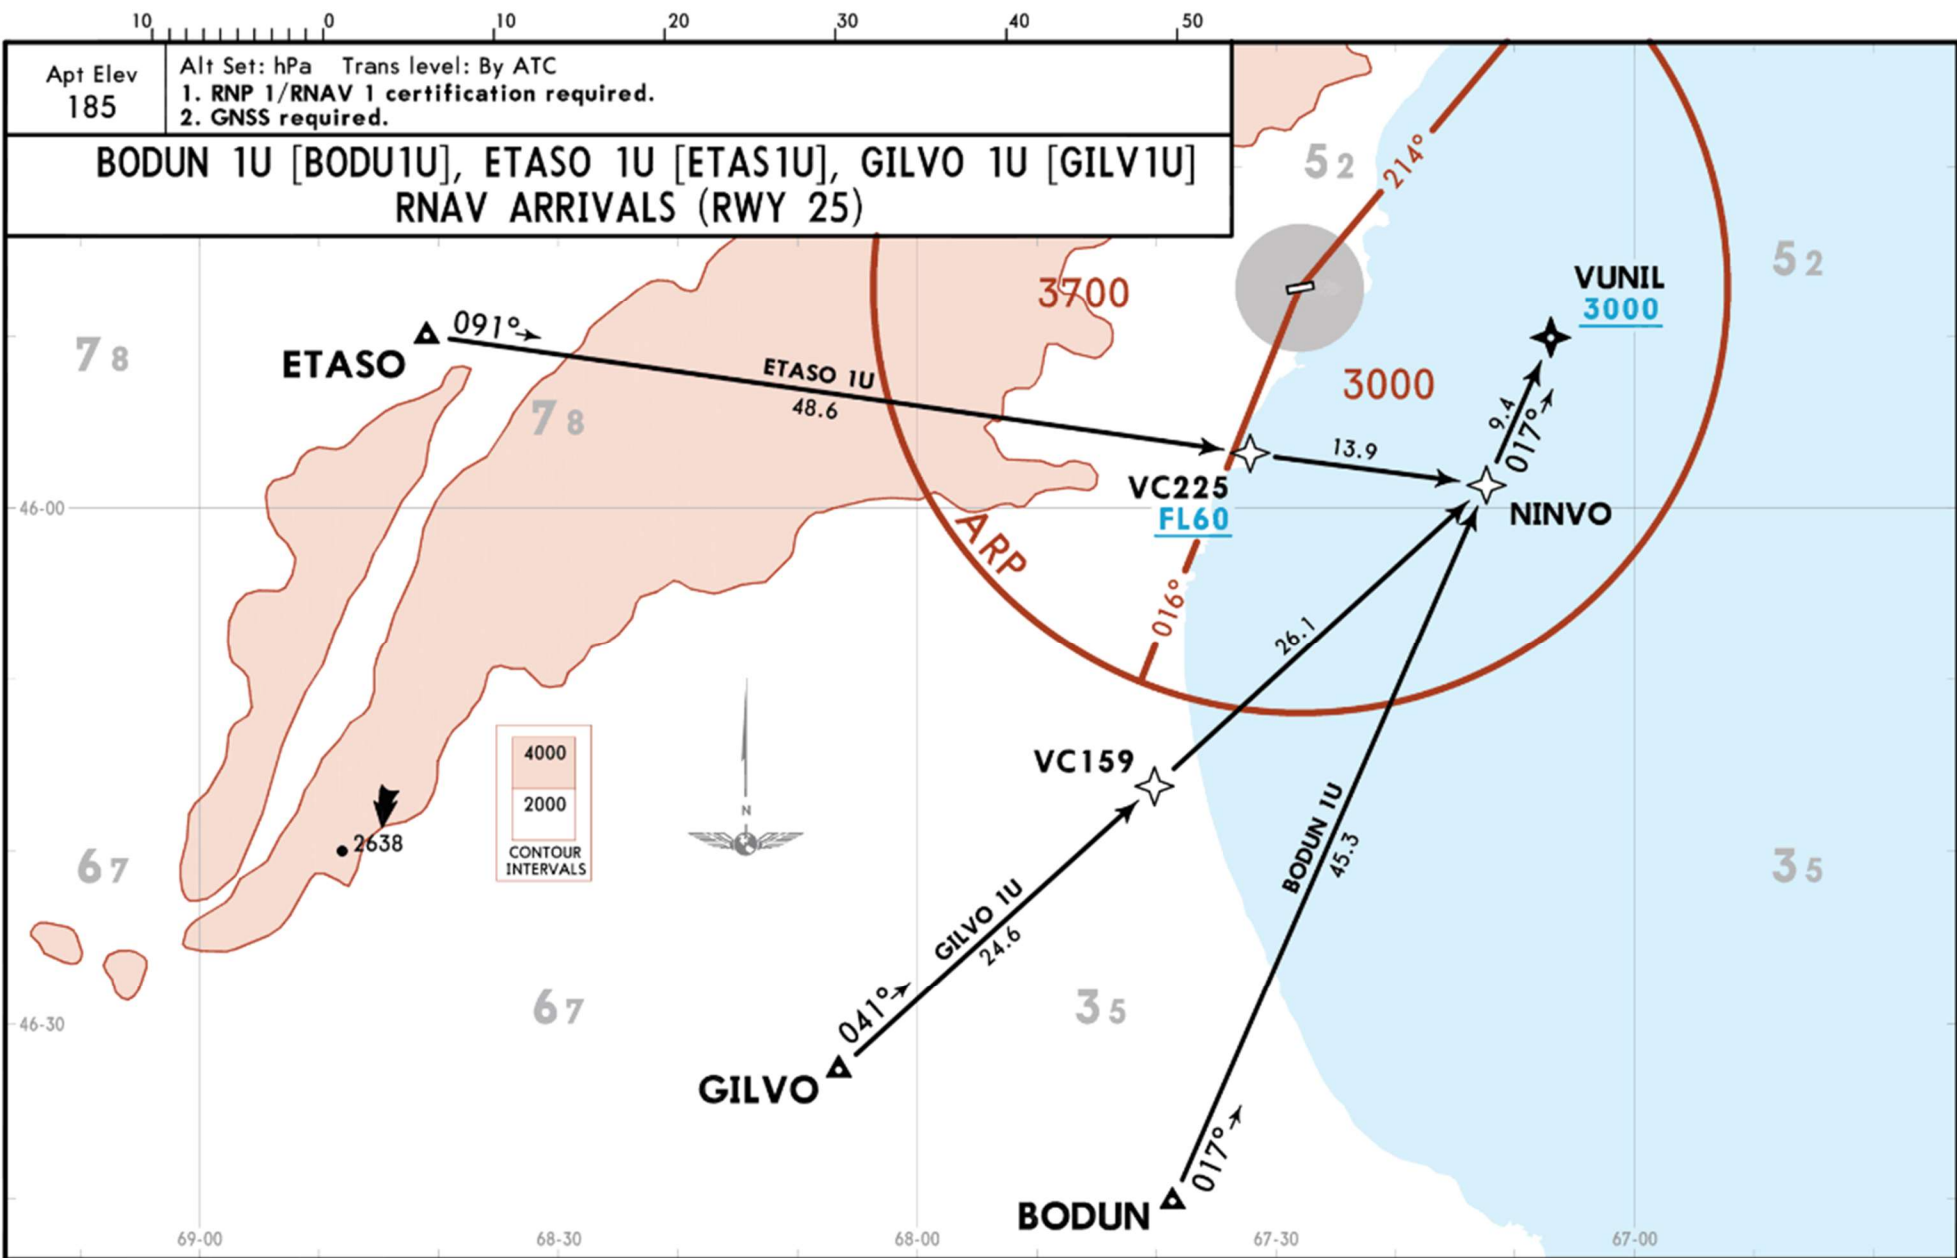 10 0 10 20 30 40 50
Apt Elev
185
Alt Set: hPa Trans level: By ATC
1. RNP 1/RNAV 1 certification required.
2. GNSS required.
BODUN 1U [BODU1U], ETASO 1U [ETAS1U], GILVO 1U [GILV1U]
RNAV ARRIVALS (RWY 25)
52
214°
52
3700
VUNIL
3000
091°
ETASO
78
ETASO 1U
48.6
3000
78
9.4
017°
13.9
VC225
FL60
NINVO
46-00
ARP
016°
26.1
4000
2000
CONTOUR
INTERVALS
N
VC159
2638
BODUN 1U
45.3
67
35
GILVO 1U
24.6
67
35
041°
46-30
GILVO
017°
BODUN
69-00 68-30 68-00 67-30 67-00